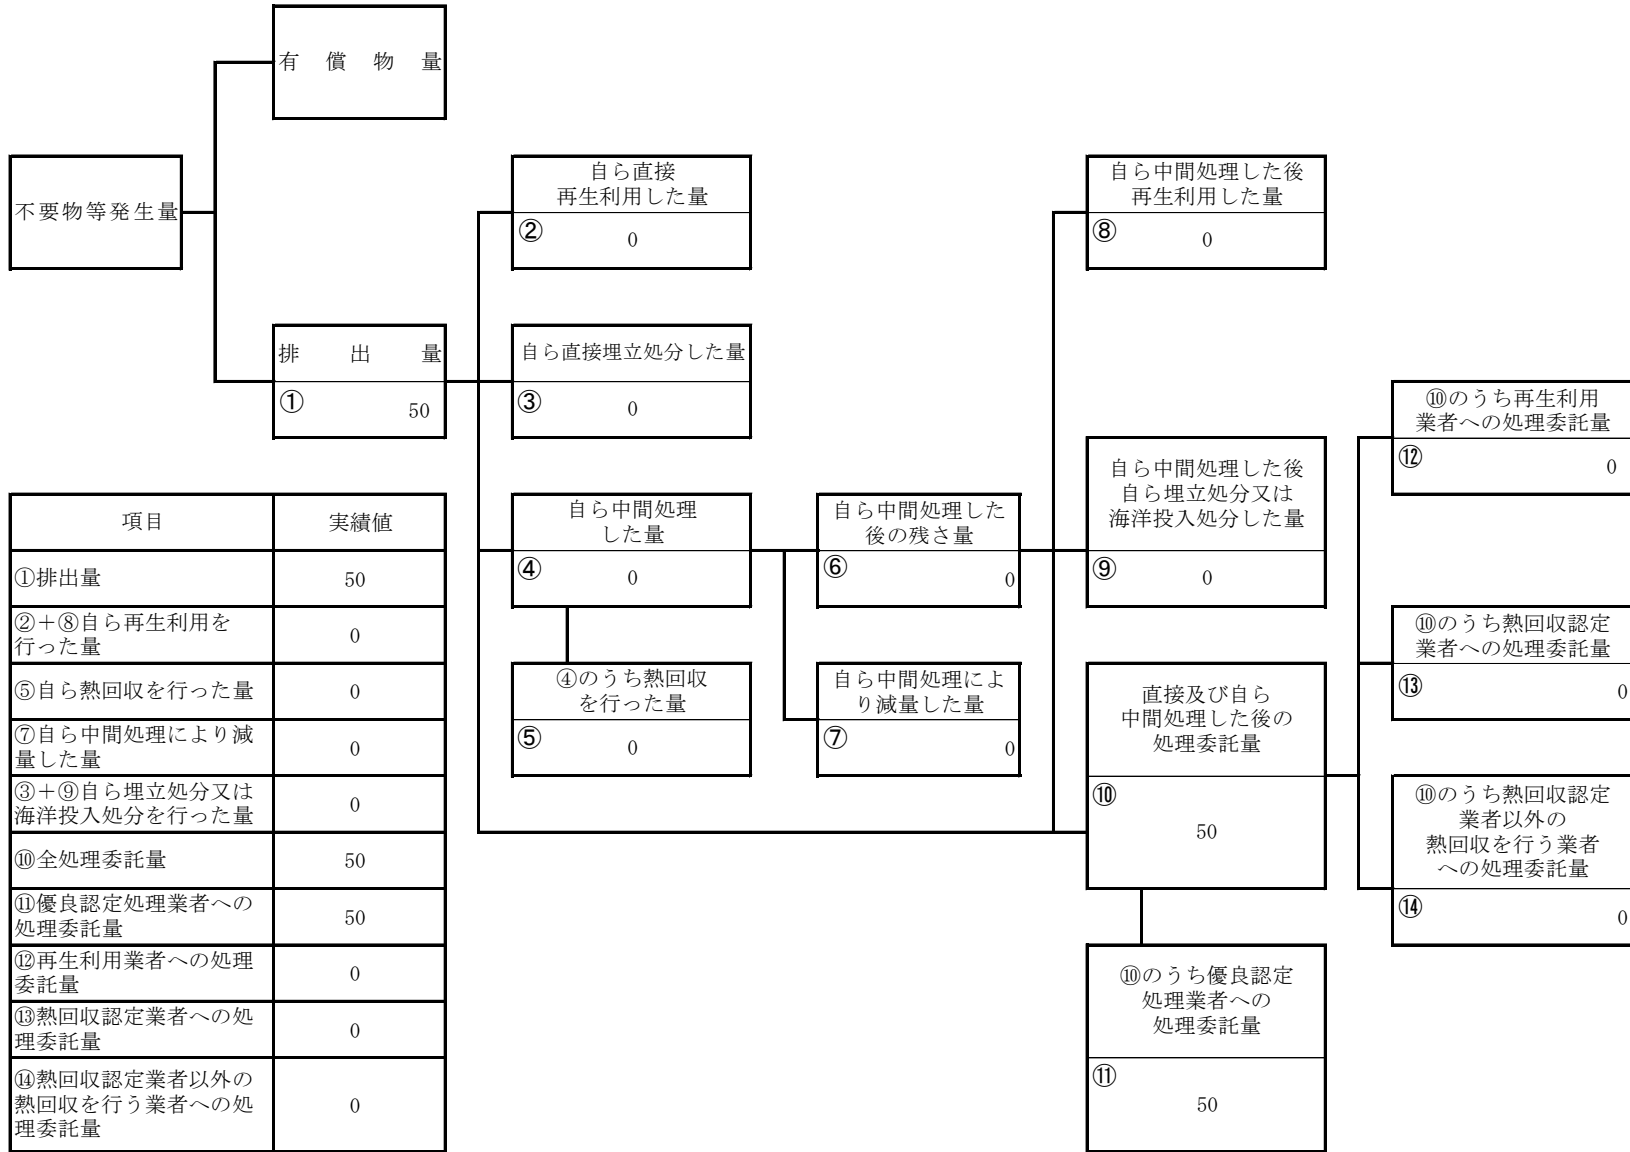 有償物量
不要物等発生量
自ら直接
再生利用した量
② 0
自ら中間処理した後
再生利用した量
⑧ 0
排出量
① 50
自ら直接埋立処分した量
③ 0
⑩のうち再生利用
業者への処理委託量
⑫ 0
自ら中間処理した後
自ら埋立処分又は
海洋投入処分した量
⑨ 0
自ら中間処理
した量
④ 0
自ら中間処理した
後の残さ量
⑥ 0
⑩のうち熱回収認定
業者への処理委託量
⑬ 0
④のうち熱回収
を行った量
⑤ 0
自ら中間処理によ
り減量した量
⑦ 0
直接及び自ら
中間処理した後の
処理委託量
⑩
50
⑩のうち熱回収認定
業者以外の
熱回収を行う業者
への処理委託量
⑭ 0
⑩のうち優良認定
処理業者への
処理委託量
⑪
50
項目 実績値
①排出量 50
②+⑧自ら再生利用を
行った量 0
⑤自ら熱回収を行った量 0
⑦自ら中間処理により減
量した量 0
③+⑨自ら埋立処分又は
海洋投入処分を行った量 0
⑩全処理委託量 50
⑪優良認定処理業者への
処理委託量 50
⑫再生利用業者への処理
委託量 0
⑬熱回収認定業者への処
理委託量 0
⑭熱回収認定業者以外の
熱回収を行う業者への処
理委託量 0